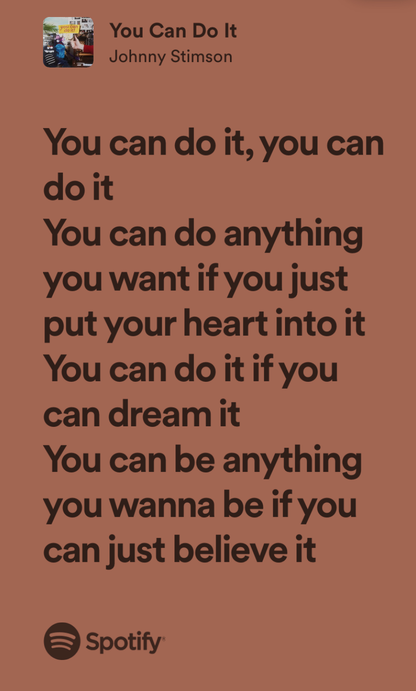 You Can Do It
Johnny Stimson
You can do it, you can
do it
You can do anything
you want if you just
put your heart into it
You can do it if you
can dream it
You can be anything
you wanna be if you
can just believe it
Spotify